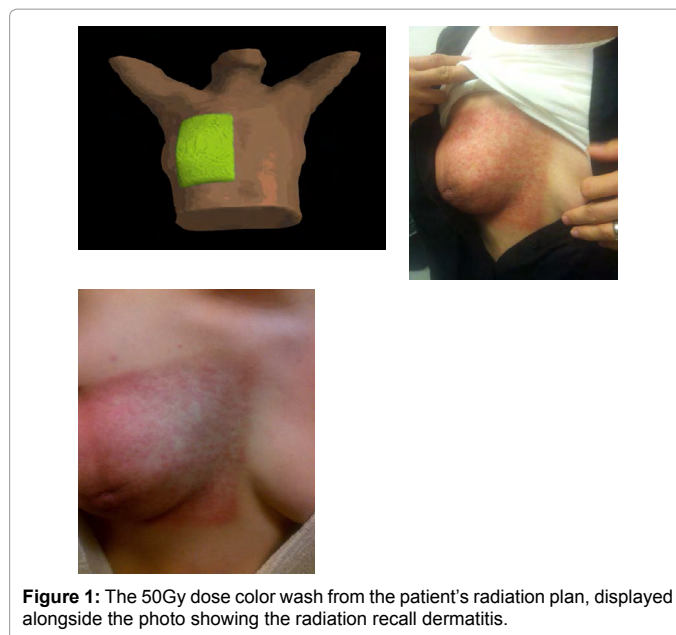 Figure 1: The 50Gy dose color wash from the patient's radiation plan, displayed
alongside the photo showing the radiation recall dermatitis.